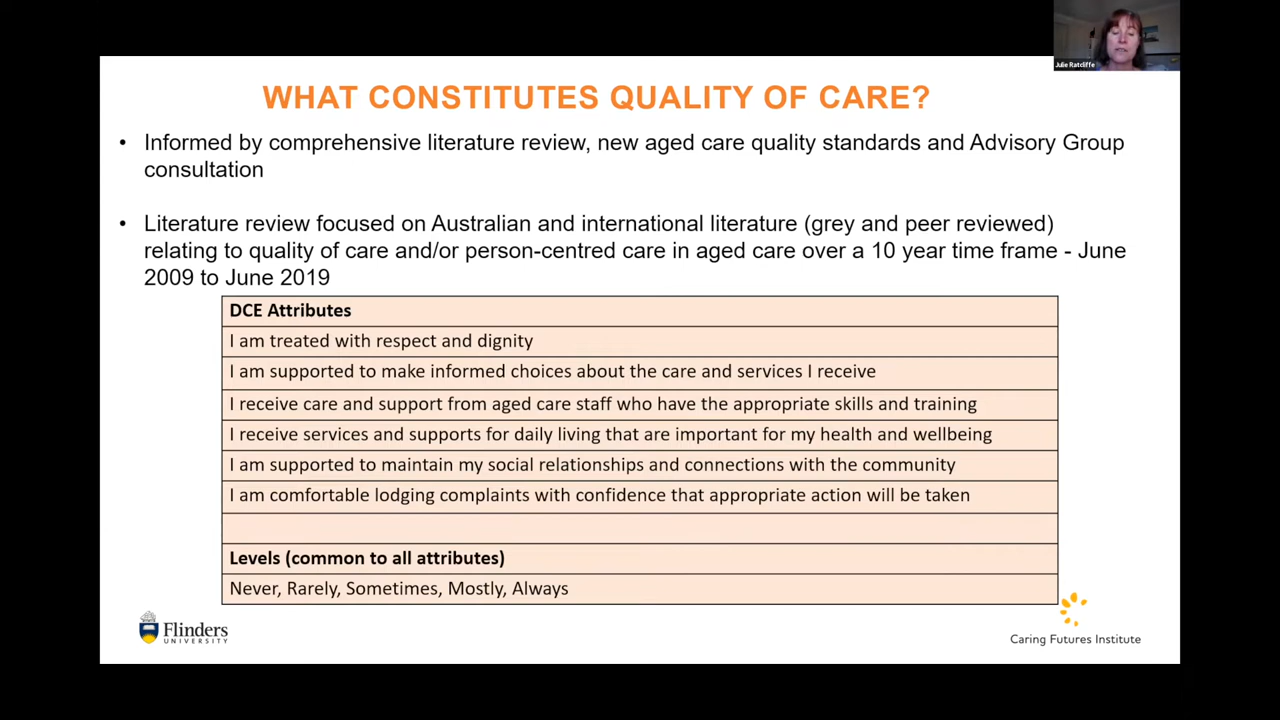 Julie Ratcliffe
WHAT CONSTITUTES QUALITY OF CARE?
• Informed by comprehensive literature review, new aged care quality standards and Advisory Group
consultation
• Literature review focused on Australian and international literature (grey and peer reviewed)
relating to quality of care and/or person-centred care in aged care over a 10 year time frame - June
2009 to June 2019
DCE Attributes
I am treated with respect and dignity
I am supported to make informed choices about the care and services I receive
I receive care and support from aged care staff who have the appropriate skills and training
I receive services and supports for daily living that are important for my health and wellbeing
I am supported to maintain my social relationships and connections with the community
I am comfortable lodging complaints with confidence that appropriate action will be taken
Levels (common to all attributes)
Never, Rarely, Sometimes, Mostly, Always
Flinders
UNIVERSITY
Caring Futures Institute